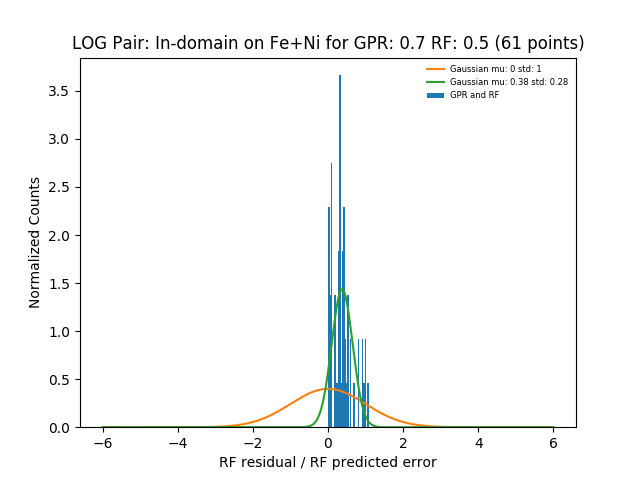 LOG Pair: In-domain on Fe+Ni for GPR: 0.7 RF: 0.5 (61 points)
Gaussian mu: 0 std: 1
Gaussian mu: 0.38 std: 0.28
GPR and RF
Normalized Counts
3.5
3.0
2.5
2.0
1.5
1.0
0.5
0.0
−6 −4 −2 0 2 4 6
RF residual / RF predicted error